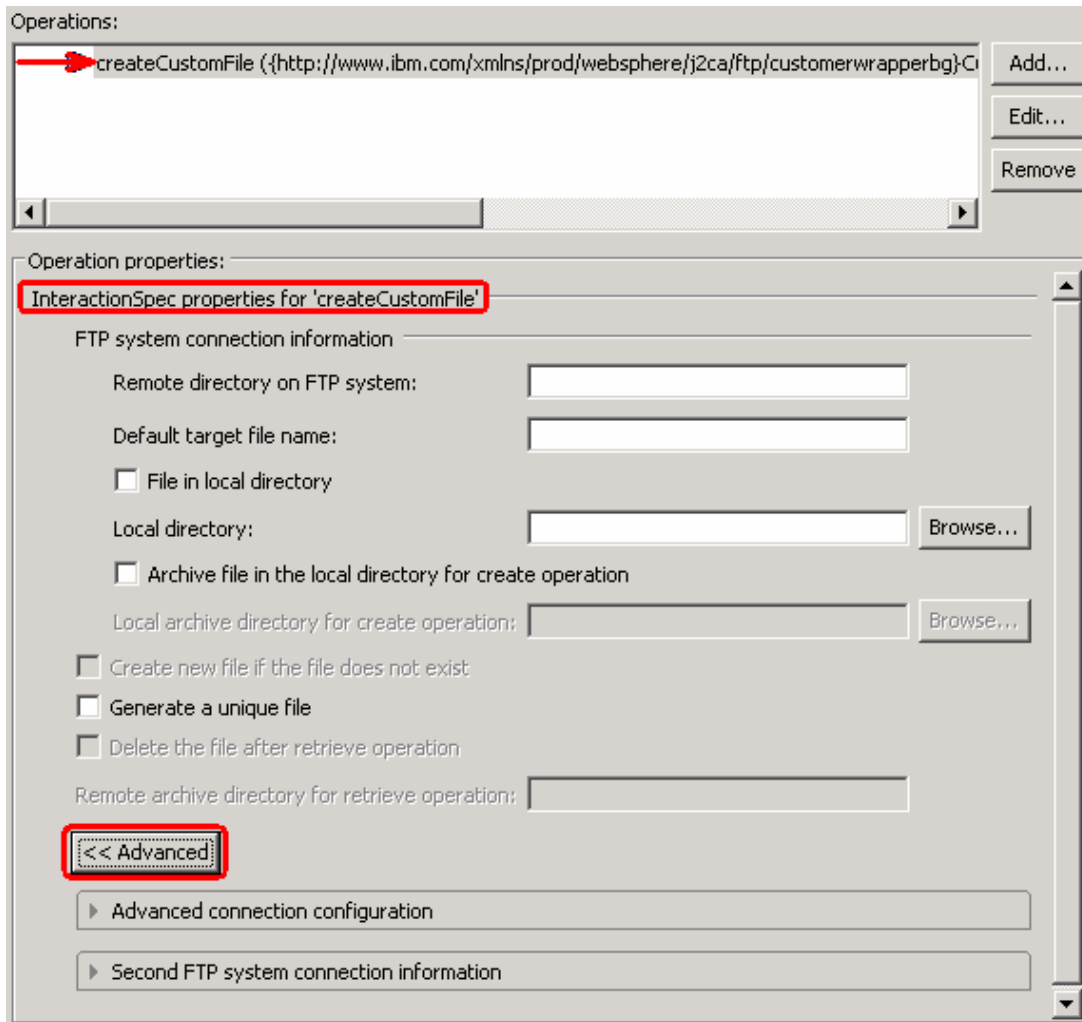 Operations:
createCustomFile ({http://www.ibm.com/xmlns/prod/websphere/j2ca/ftp/customerwrapperbg}Cu
Add...
Edit...
Remove
Operation properties:
InteractionSpec properties for 'createCustomFile'
FTP system connection information
Remote directory on FTP system:
Default target file name:
File in local directory
Local directory:
Browse...
Archive file in the local directory for create operation
Local archive directory for create operation:
Browse...
Create new file if the file does not exist
Generate a unique file
Delete the file after retrieve operation
Remote archive directory for retrieve operation:
<< Advanced
Advanced connection configuration
Second FTP system connection information